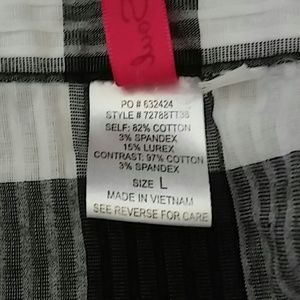 PO # 632424
STYLE # 72788TT38
SELF: 82% COTTON
3% SPANDEX
15% LUREX
CONTRAST: 97% COTTON
3% SPANDEX
SIZE L
MADE IN VIETNAM
SEE REVERSE FOR CARE